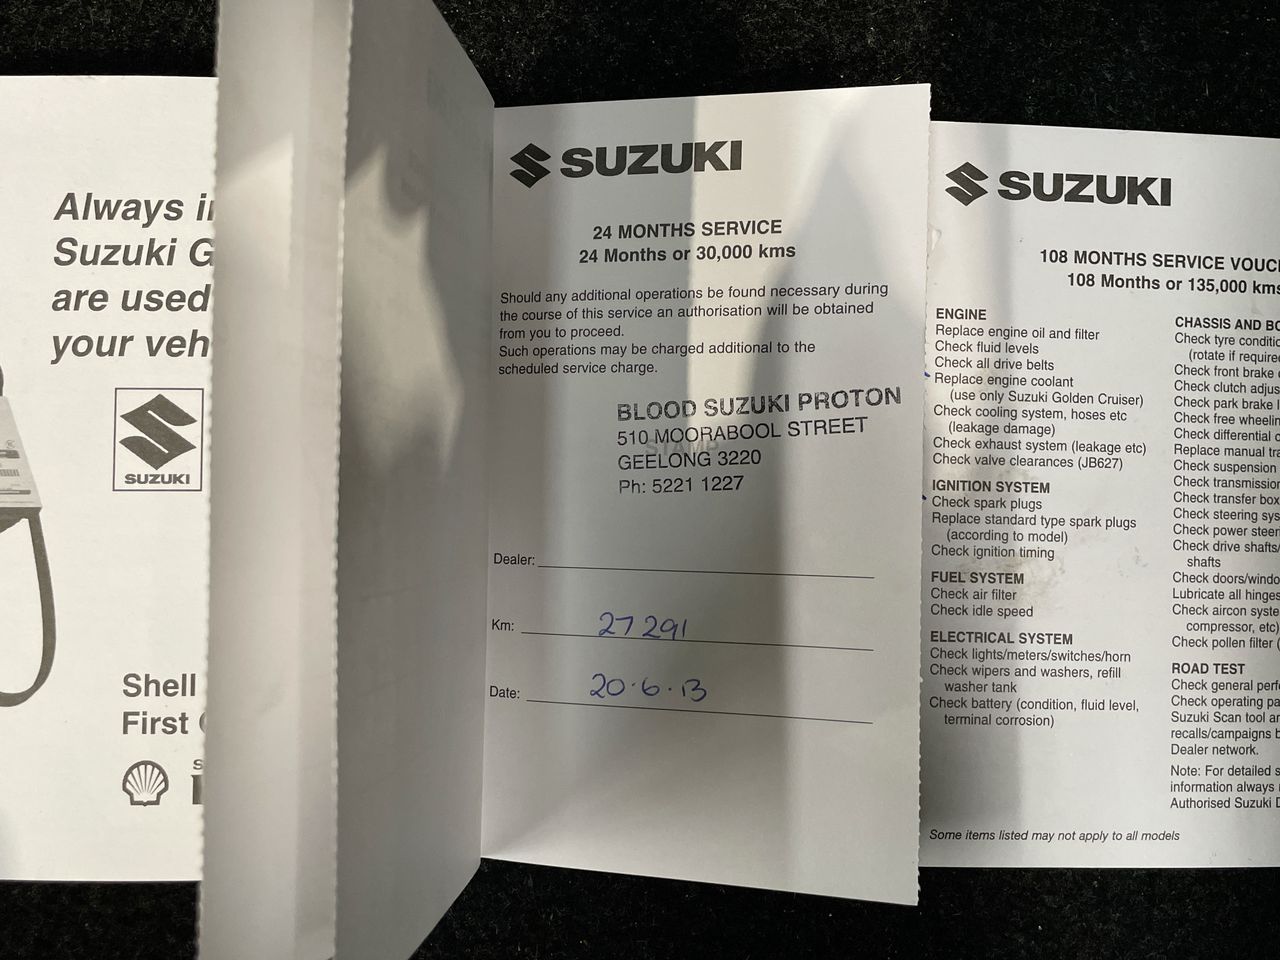 Always
Suzuki G
are used
your veh
SUZUKI
Shell
First
SUZUKI
24 MONTHS SERVICE
24 Months or 30,000 kms
Should any additional operations be found necessary during
the course of this service an authorisation will be obtained
from you to proceed.
Such operations may be charged additional to the
scheduled service charge.
BLOOD SUZUKI PROTON
510 MOORABOOL STREET
STAMP
GEELONG 3220
Ph: 5221 1227
Dealer:
Km: 27291
Date: 20.6.13
SUZUKI
108 MONTHS SERVICE VOUC
108 Months or 135,000 kms
ENGINE
Replace engine oil and filter
Check fluid levels
Check all drive belts
Replace engine coolant
(use only Suzuki Golden Cruiser)
Check cooling system, hoses etc
(leakage damage)
Check exhaust system (leakage etc)
Check valve clearances (JB627)
IGNITION SYSTEM
Check spark plugs
Replace standard type spark plugs
(according to model)
Check ignition timing
FUEL SYSTEM
Check air filter
Check idle speed
ELECTRICAL SYSTEM
Check lights/meters/switches/horn
Check wipers and washers, refill
washer tank
Check battery (condition, fluid level,
terminal corrosion)
CHASSIS AND BO
Check tyre conditio
(rotate if require
Check front brake
Check clutch adjus
Check park brake l
Check free wheelin
Check differential o
Replace manual tra
Check suspension
Check transmission
Check transfer box
Check steering sys
Check power steeri
Check drive shafts/
shafts
Check doors/windo
Lubricate all hinges
Check aircon syste
compressor, etc)
Check pollen filter (
ROAD TEST
Check general perfo
Check operating pa
Suzuki Scan tool an
recalls/campaigns b
Dealer network.
Note: For detailed s
information always
Authorised Suzuki D
Some items listed may not apply to all models